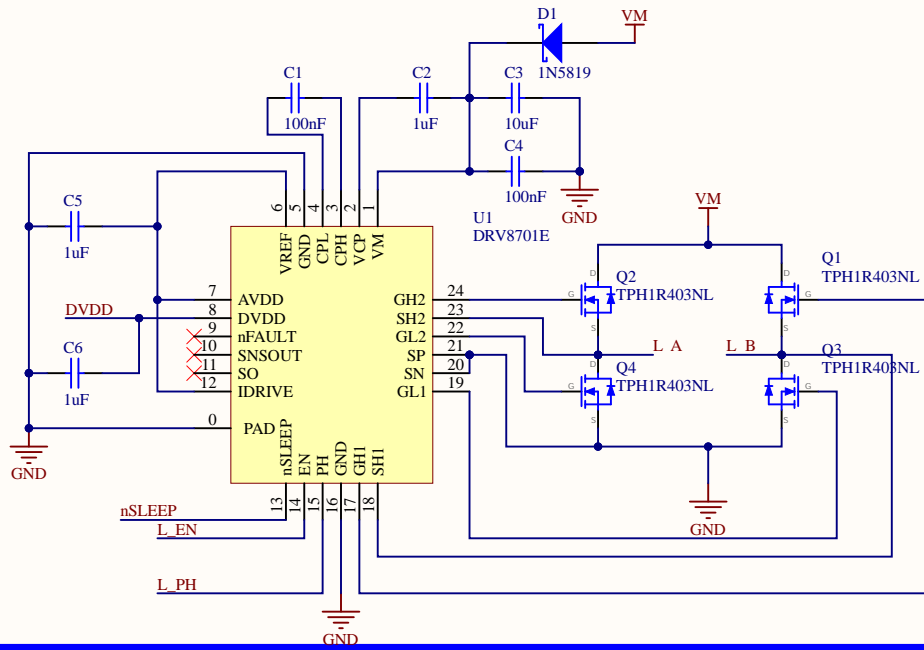 D1
VM
1N5819
C1
100nF
C2
1uF
C3
10uF
C4
100nF
GND
C5
1uF
6
5
4
3
2
1
VREF
GND
CPL
CPH
VCP
VM
U1
DRV8701E
VM
DVDD
C6
1uF
GND
7
AVDD
8
DVDD
9
nFAULT
10
SNSOUT
11
SO
12
IDRIVE
0
PAD
GH2
24
SH2
23
GL2
22
SP
21
SN
20
GL1
19
D
G
S
Q2
TPH1R403NL
D
G
S
Q1
TPH1R403NL
L_A
L_B
D
G
S
Q4
TPH1R403NL
D
G
S
Q3
TPH1R403NL
GND
nSLEEP
EN
PH
GND
GH1
SH1
13
14
15
16
17
18
nSLEEP
L_EN
L_PH
GND